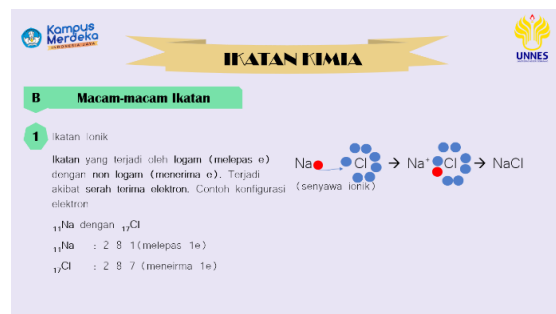 Kampus
Merdeka
INDONESIA JAYA
UNNES
IKATAN KIMIA
B Macam-macam Ikatan
1 Ikatan Ionik
Ikatan yang terjadi oleh logam (melepas e)
dengan non logam (menerima e). Terjadi
akibat serah terima elektron. Contoh konfigurasi
elektron
₁₁Na dengan ₁₇Cl
₁₁Na : 2 8 1(melepas 1e)
₁₇Cl : 2 8 7 (meneirma 1e)
Na Cl → Na⁺ Cl → NaCl
(senyawa ionik)